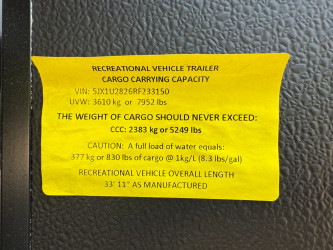 RECREATIONAL VEHICLE TRAILER
CARGO CARRYING CAPACITY
VIN: 5JX1U2826RF233150
UVW: 3610 kg or 7952 lbs
THE WEIGHT OF CARGO SHOULD NEVER EXCEED:
CCC: 2383 kg or 5249 lbs
CAUTION: A full load of water equals:
377 kg or 830 lbs of cargo @ 1kg/L (8.3 lbs/gal)
RECREATIONAL VEHICLE OVERALL LENGTH
33' 11" AS MANUFACTURED